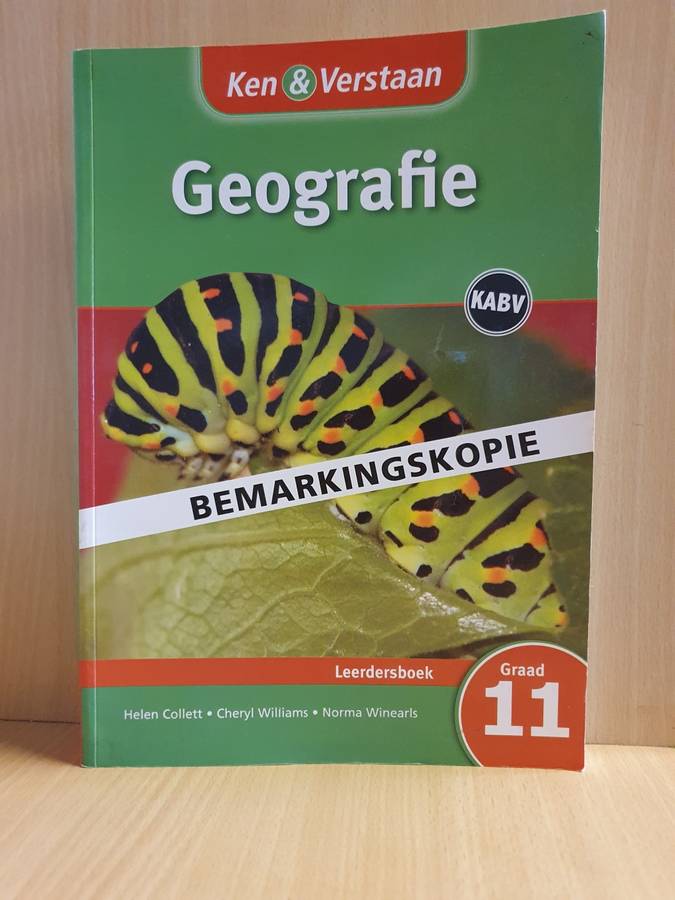 Ken & Verstaan
Geografie
KABV
BEMARKINGSKOPIE
Leerdersboek
Graad
11
Helen Collett • Cheryl Williams • Norma Winearls